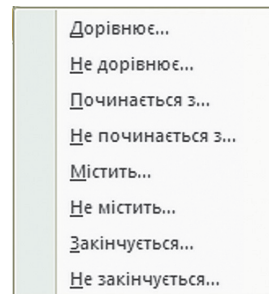 Дорівнює...
Не дорівнює...
Починається з...
Не починається з...
Містить...
Не містить...
Закінчується...
Не закінчується...